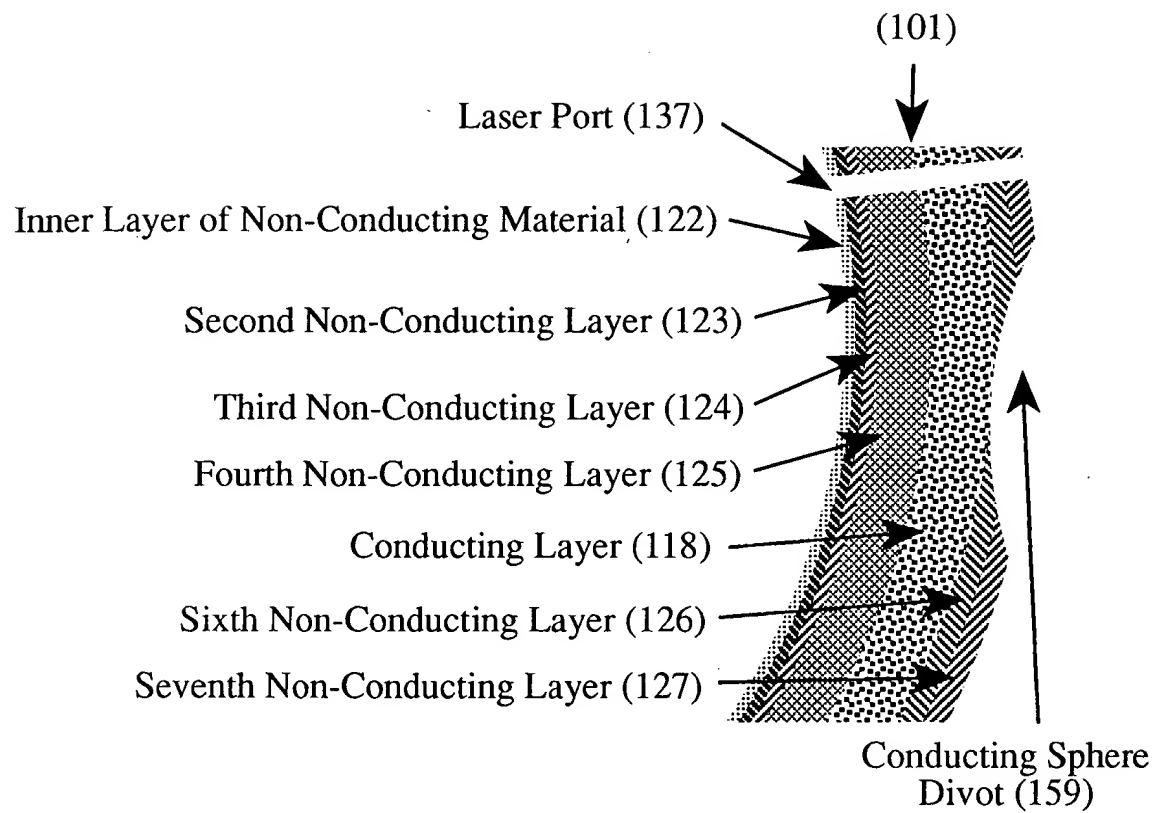 (101)
Laser Port (137)
Inner Layer of Non-Conducting Material (122)
Second Non-Conducting Layer (123)
Third Non-Conducting Layer (124)
Fourth Non-Conducting Layer (125)
Conducting Layer (118)
Sixth Non-Conducting Layer (126)
Seventh Non-Conducting Layer (127)
Conducting Sphere
Divot (159)